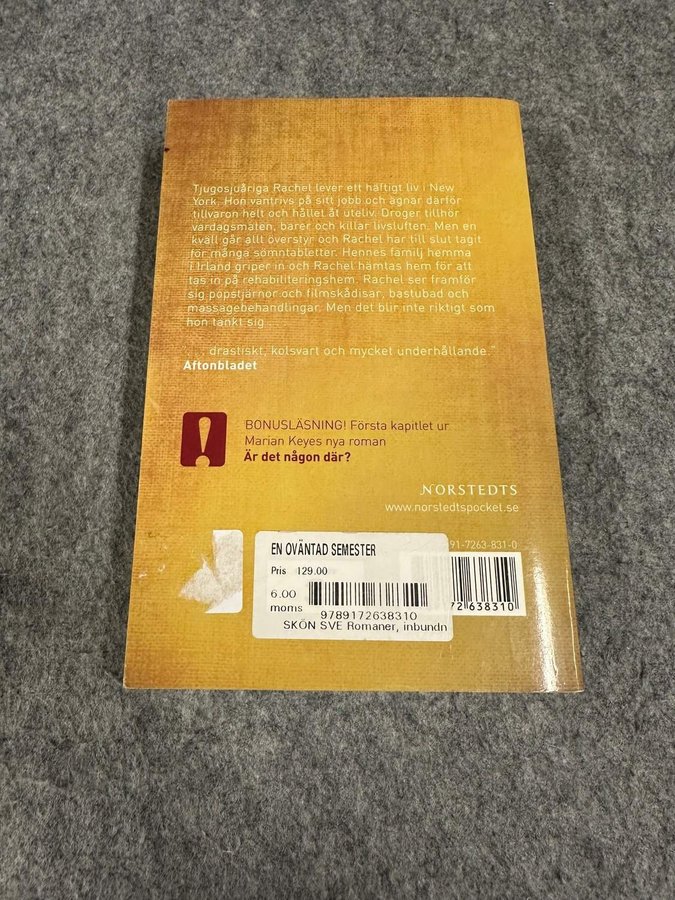 Tjugosjuåriga Rachel lever ett häftigt liv i New
York. Hon vantrivs på sitt jobb och ägnar därför
tillvaron helt och hållet åt uteliv. Droger tillhör
vardagsmaten, barer och killar livsluften. Men en
kväll går allt överstyr och Rachel har till slut tagit
för många sömntabletter. Hennes familj hemma
i Irland griper in och Rachel hämtas hem för att
tas in på rehabiliteringshem. Rachel ser framför
sig popstjärnor och filmskådisar, bastubad och
massagebehandlingar. Men det blir inte riktigt som
hon tänkt sig ...
". . . drastiskt, kolsvart och mycket underhållande."
Aftonbladet
BONUSLÄSNING! Första kapitlet ur
Marian Keyes nya roman
Är det någon där?
NORSTEDTS
www.norstedtspocket.se
91-7263-831-0
EN OVÄNTAD SEMESTER
Pris 129.00
6.00
moms
9789172638310
SKÖN SVE Romaner, inbundn
72 638310